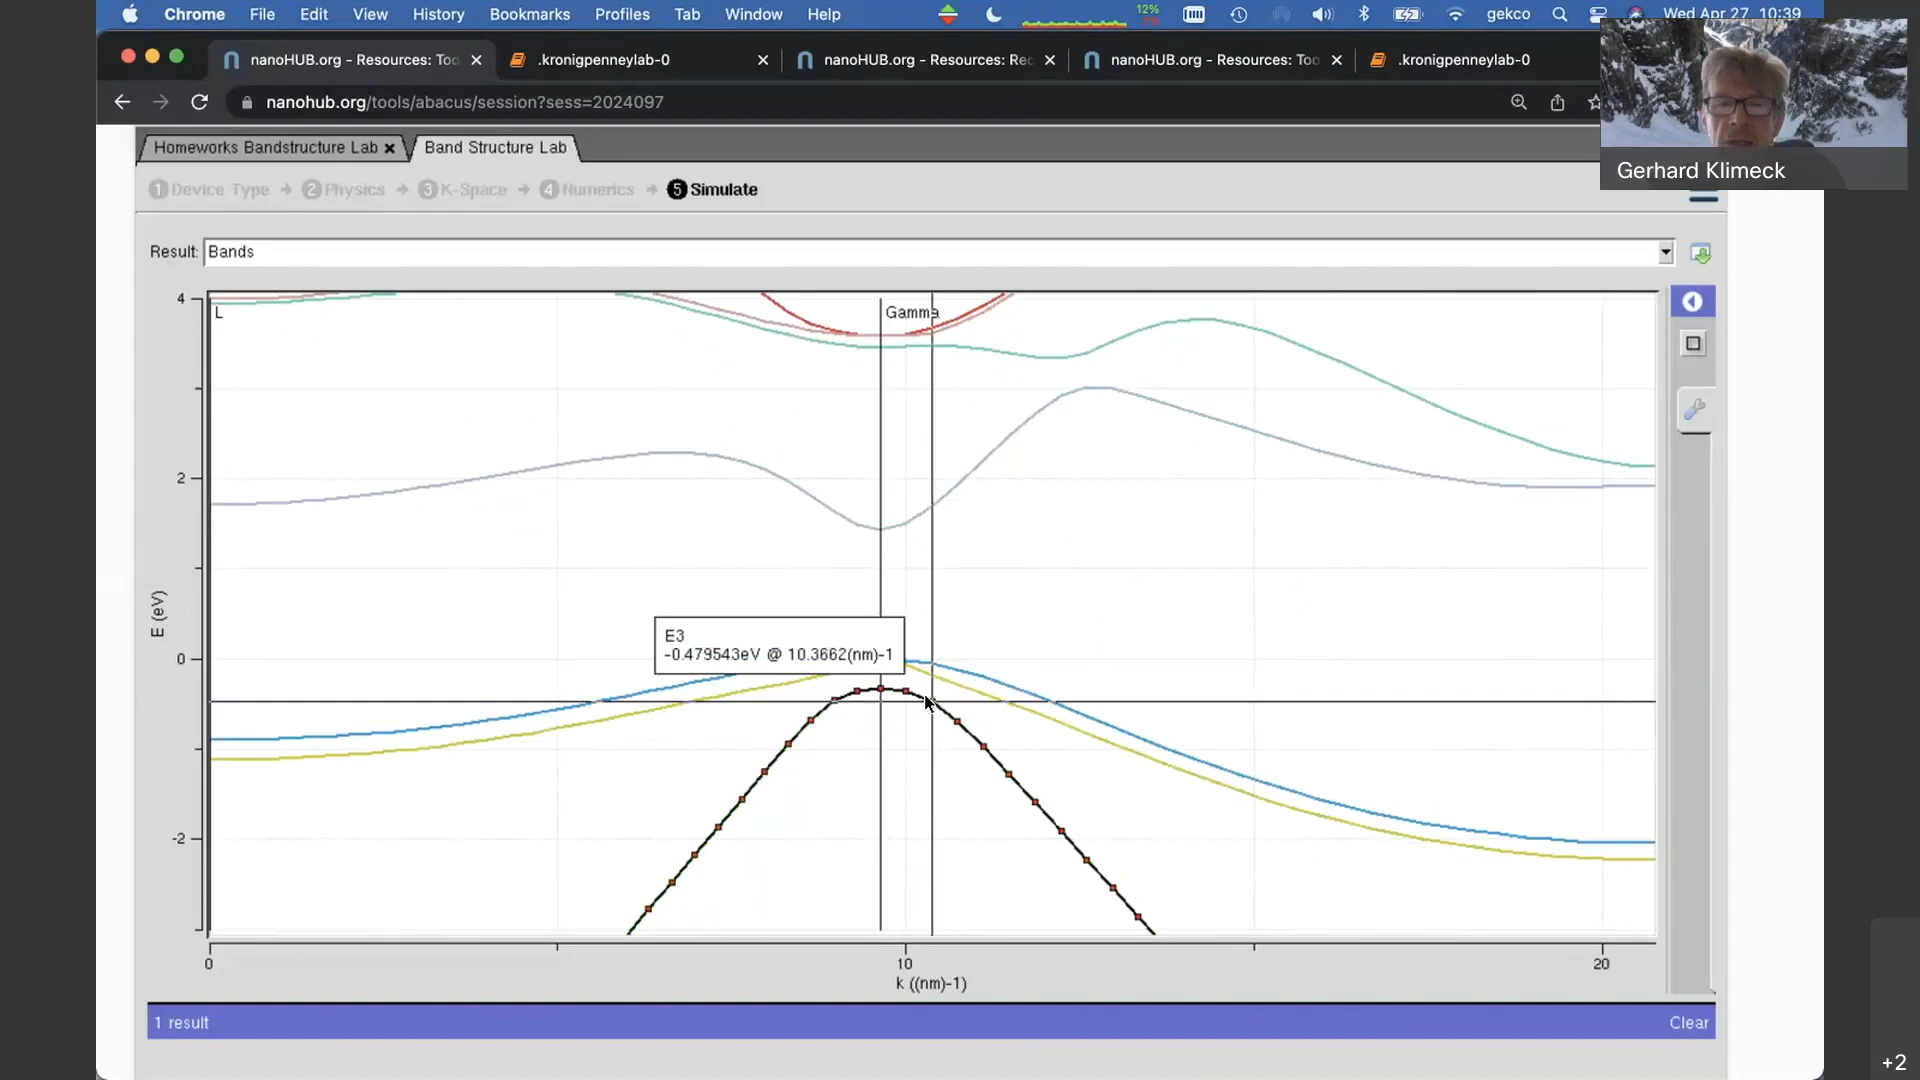 Chrome File Edit View History Bookmarks Profiles Tab Window Help 12% gekco Wed Apr 27, 10:39
nanoHUB.org - Resources: Too .kronigpenneylab-0 nanoHUB.org - Resources: Rec nanoHUB.org - Resources: Too .kronigpenneylab-0
nanohub.org/tools/abacus/session?sess=2024097
Gerhard Klimeck
Homeworks Bandstructure Lab Band Structure Lab
1 Device Type 2 Physics 3 K-Space 4 Numerics 5 Simulate
Result: Bands
4
L Gamma
2
E (eV)
E3
-0.479543eV @ 10.3662(nm)-1
0
-2
0 10 20
k ((nm)-1)
1 result Clear
+2